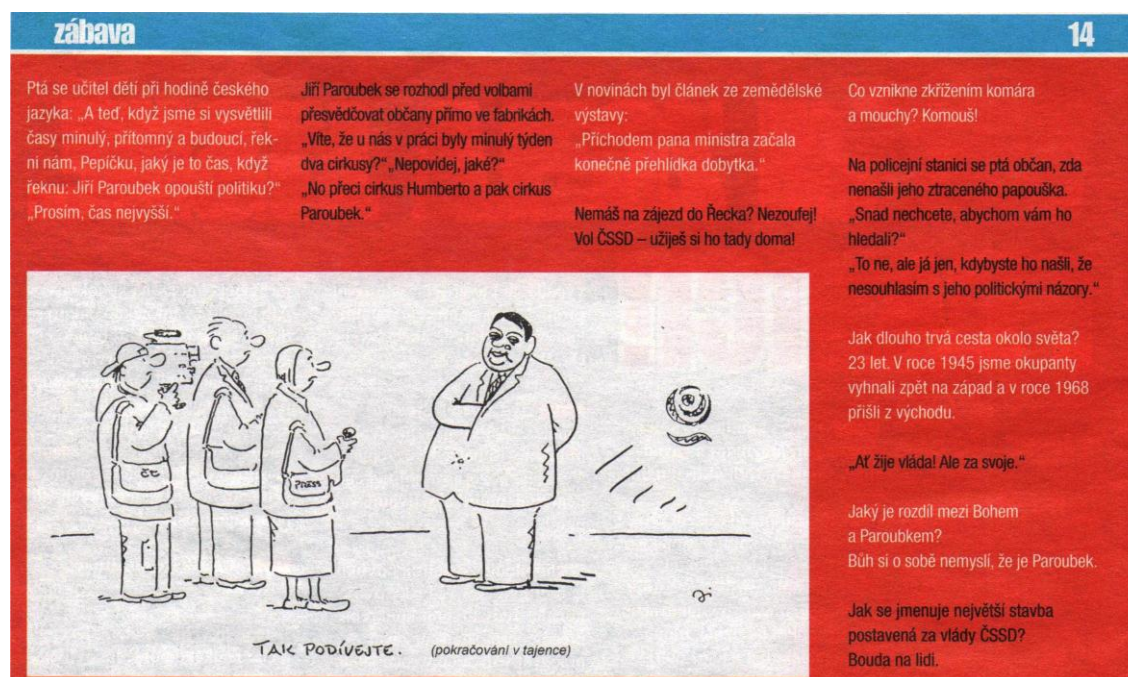 zábava
14
Ptá se učitel dětí při hodině českého
jazyka: „A teď, když jsme si vysvětlili
časy minulý, přítomný a budoucí, řek-
ni nám, Pepíčku, jaký je to čas, když
řeknu: Jiří Paroubek opouští politiku?“
„Prosím, čas nejvyšší.“
Jiří Paroubek se rozhodl před volbami
přesvědčovat občany přímo ve fabrikách.
„Víte, že u nás v práci byly minulý týden
dva cirkusy?“ „Nepovídej, jaké?“
„No přeci cirkus Humberto a pak cirkus
Paroubek.“
V novinách byl článek ze zemědělské
výstavy:
„Příchodem pana ministra začala
konečně přehlídka dobytka.“
Nemáš na zájezd do Řecka? Nezoufej!
Vol ČSSD – užiješ si ho tady doma!
Co vznikne zkřížením komára
a mouchy? Komouš!
Na policejní stanici se ptá občan, zda
nenašli jeho ztraceného papouška.
„Snad nechcete, abychom vám ho
hledali?“
„To ne, ale já jen, kdybyste ho našli, že
nesouhlasím s jeho politickými názory.“
Jak dlouho trvá cesta okolo světa?
23 let. V roce 1945 jsme okupanty
vyhnali zpět na západ a v roce 1968
přišli z východu.
„Ať žije vláda! Ale za svoje.“
Jaký je rozdíl mezi Bohem
a Paroubkem?
Bůh si o sobě nemyslí, že je Paroubek.
Jak se jmenuje největší stavba
postavená za vlády ČSSD?
Bouda na lidi.
ČT
PRESS
TAK PODÍVEJTE. (pokračování v tajence)